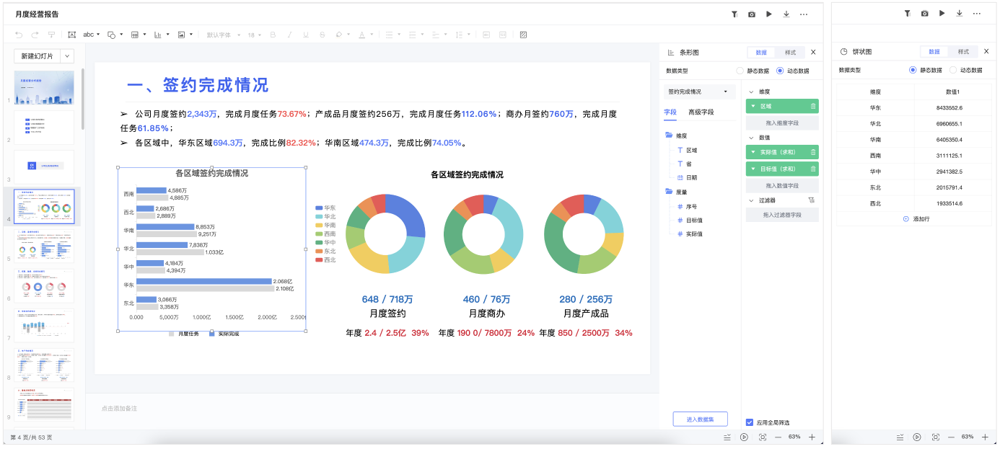 月度经营报告
abc
默认字体
18
B
I
U
S
A
新建幻灯片
1
2
3
4
5
6
7
8
9
一、签约完成情况
➢ 公司月度签约2,343万，完成月度任务73.67%；产成品月度签约256万，完成月度任务112.06%；商办月签约760万，完成月度
任务61.85%；
➢ 各区域中，华东区域694.3万，完成比例82.32%；华南区域474.3万，完成比例74.05%。
各区域签约完成情况
西南
4,586万
4,885万
西北
2,686万
2,889万
华南
8,853万
9,251万
华北
7,838万
1.033亿
华中
4,184万
4,394万
华东
2.068亿
2.108亿
东北
3,066万
3,358万
0.000
5,000万
1.000亿
1.500亿
2.000亿
2.500亿
月度任务
实际完成
各区域签约完成情况
华东
华北
华南
西南
华中
东北
西北
648 / 718万
月度签约
年度 2.4 / 2.5亿 39%
460 / 76万
月度商办
年度 190 0/ 7800万 24%
280 / 256万
月度产成品
年度 850 / 2500万 34%
点击添加备注
第 4 页/共 53 页
63%
条形图
数据
样式
数据类型
静态数据
动态数据
签约完成情况
字段
高级字段
维度
区域
省
日期
度量
序号
目标值
实际值
进入数据集
维度
区域
拖入维度字段
数值
实际值（求和）
目标值（求和）
拖入数值字段
过滤器
拖入过滤器字段
应用全局筛选
饼状图
数据
样式
数据类型
静态数据
动态数据
维度 数值1
华东 8433552.6
华北 6960655.1
华南 6405350.4
西南 3111125.1
华中 2941382.5
东北 2015791.4
西北 1933514.6
添加行
63%